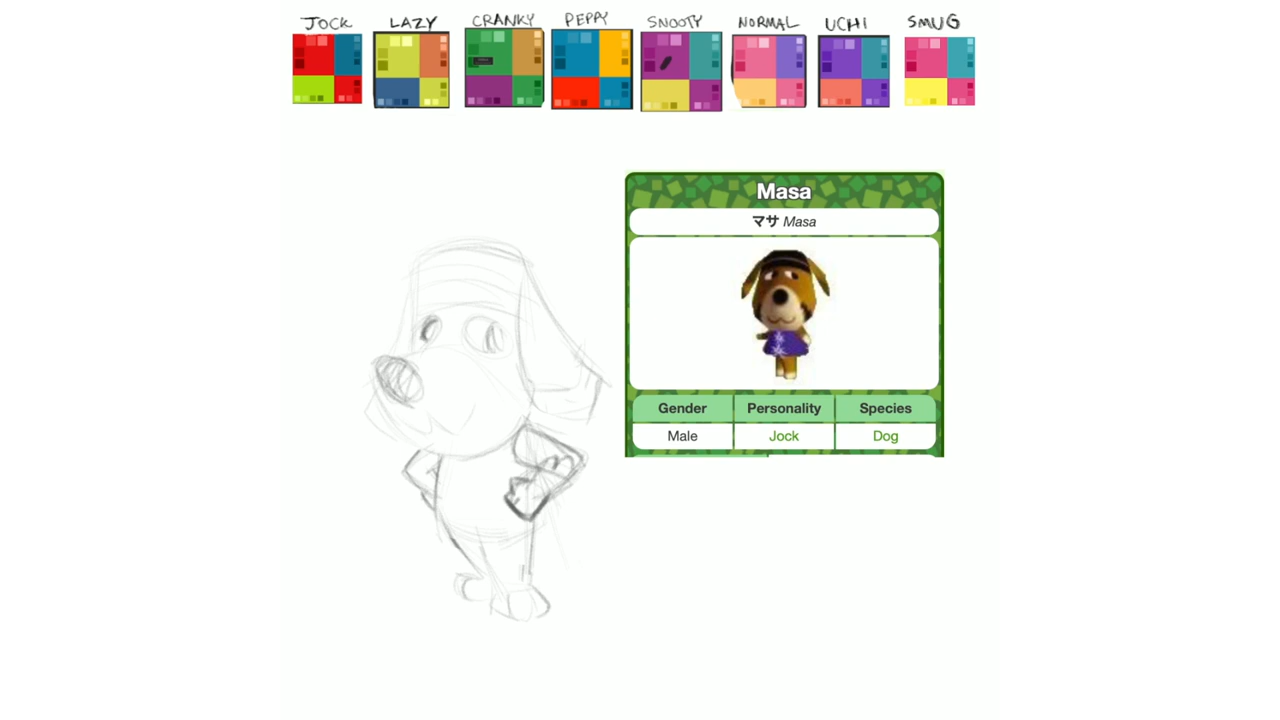 JOCK LAZY CRANKY PEPPY SNOOTY NORMAL UCHI SMUG
Masa
マサ Masa
Gender Personality Species
Male Jock Dog